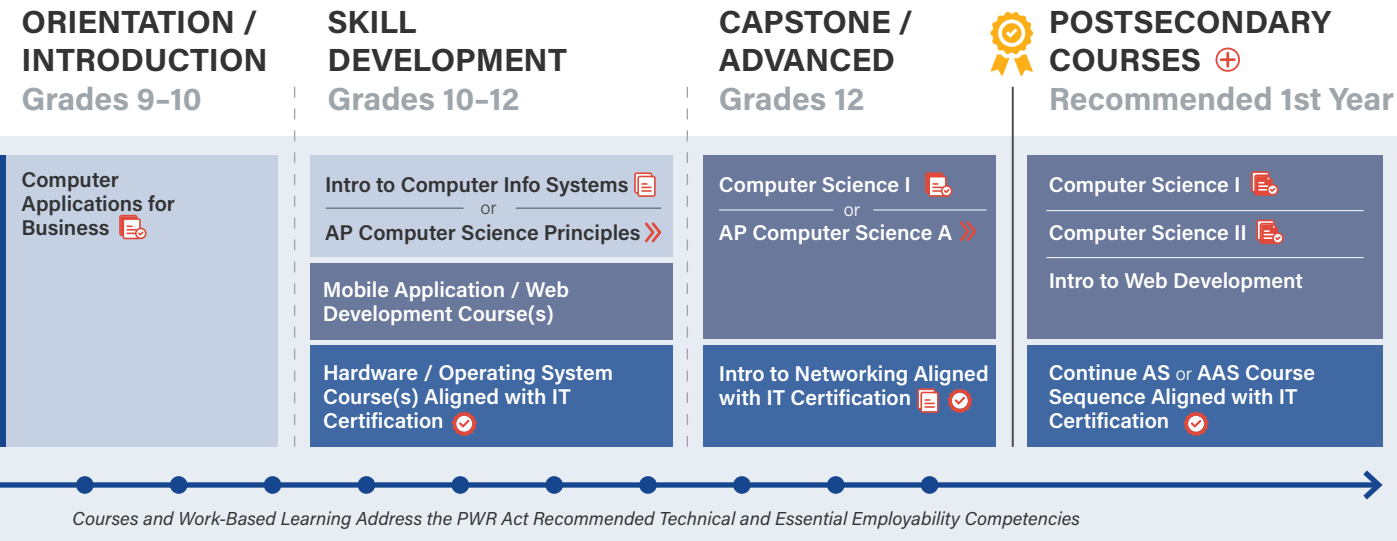 ORIENTATION /
INTRODUCTION
Grades 9–10
SKILL
DEVELOPMENT
Grades 10–12
CAPSTONE /
ADVANCED
Grades 12
POSTSECONDARY
COURSES
Recommended 1st Year
Computer
Applications for
Business
Intro to Computer Info Systems
or
AP Computer Science Principles
Mobile Application / Web
Development Course(s)
Hardware / Operating System
Course(s) Aligned with IT
Certification
Computer Science I
or
AP Computer Science A
Intro to Networking Aligned
with IT Certification
Computer Science I
Computer Science II
Intro to Web Development
Continue AS or AAS Course
Sequence Aligned with IT
Certification
Courses and Work-Based Learning Address the PWR Act Recommended Technical and Essential Employability Competencies